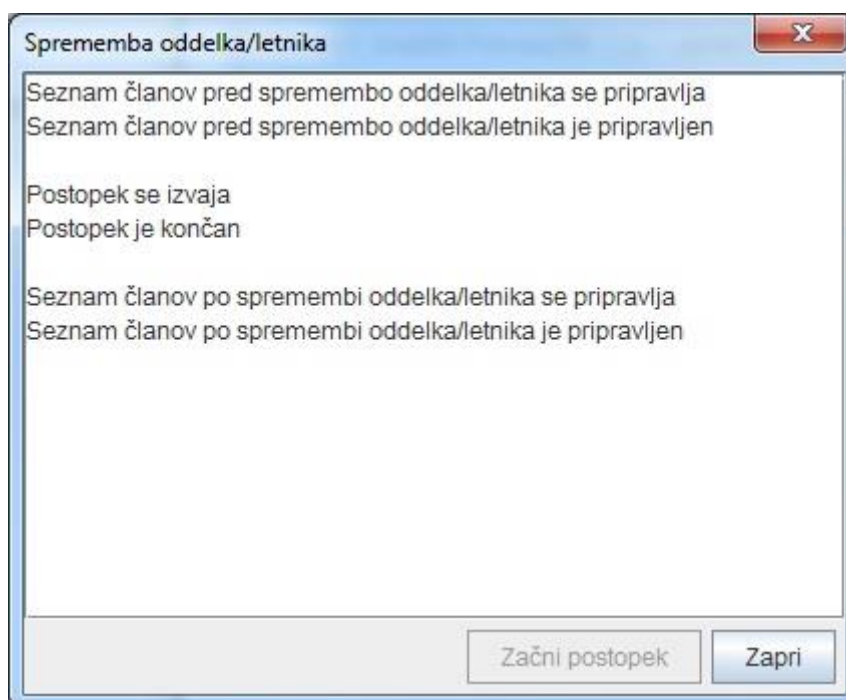 Sprememba oddelka/letnika
Seznam članov pred spremembo oddelka/letnika se pripravlja
Seznam članov pred spremembo oddelka/letnika je pripravljen
Postopek se izvaja
Postopek je končan
Seznam članov po spremembi oddelka/letnika se pripravlja
Seznam članov po spremembi oddelka/letnika je pripravljen
Začni postopek
Zapri